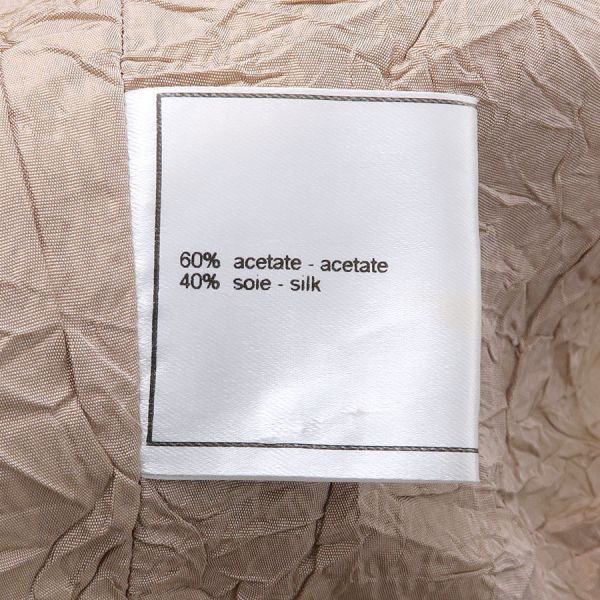 60% acetate - acetate
40% soie - silk